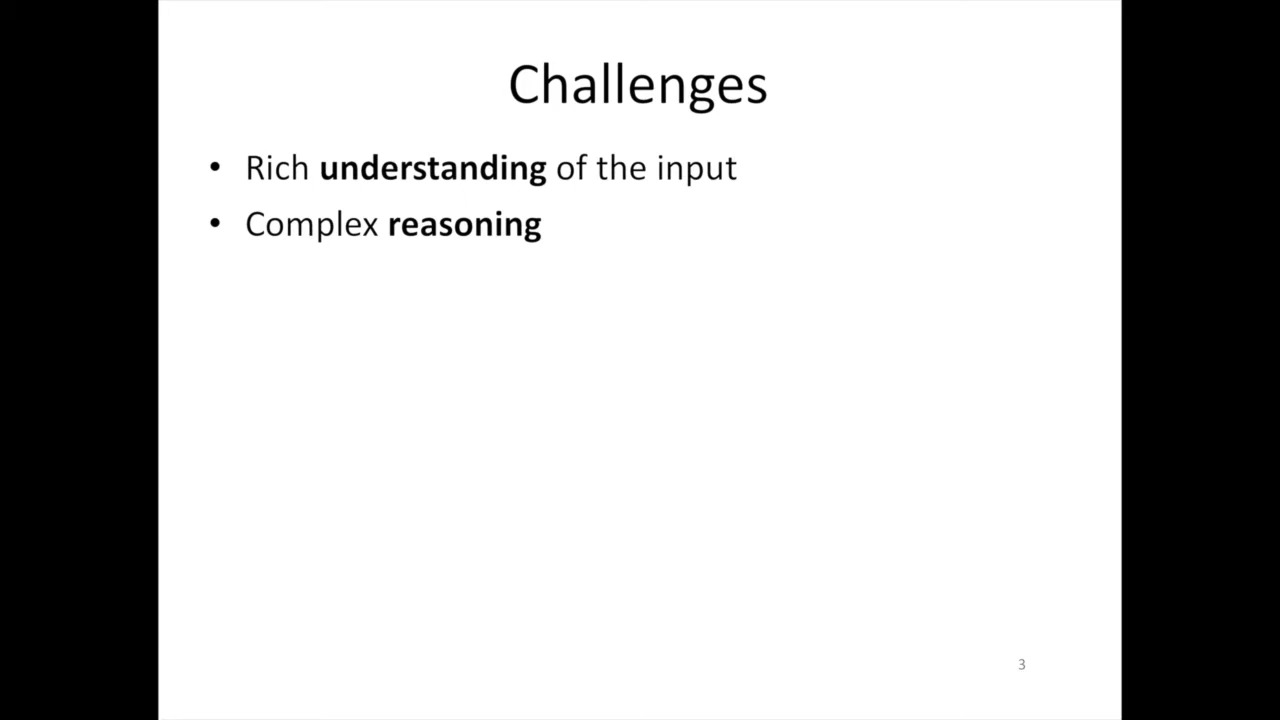 Challenges
• Rich understanding of the input
• Complex reasoning
3